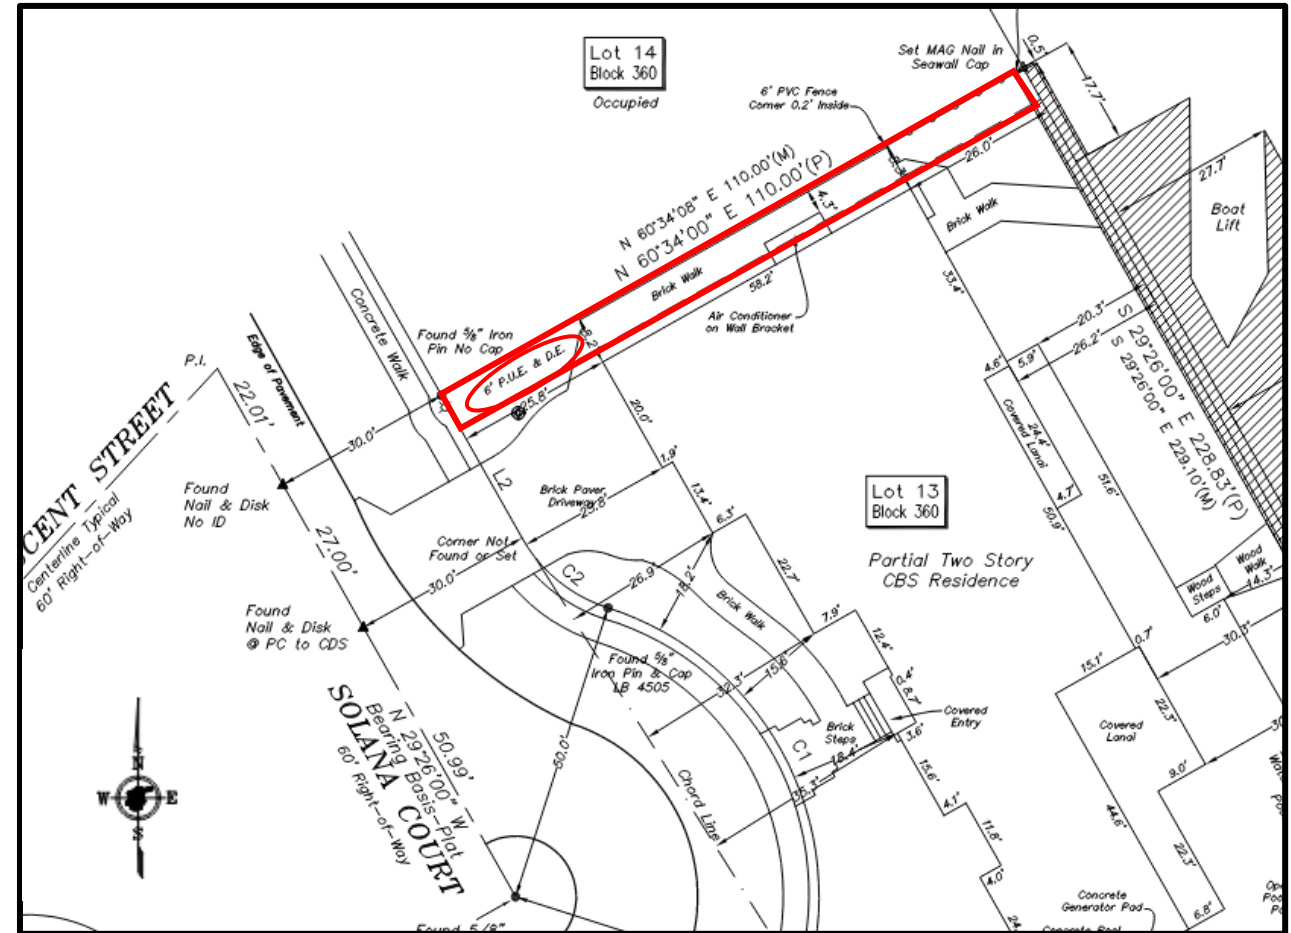 Lot 14
Block 360
Occupied
Set MAG Nail in
Seawall Cap
0.5'
17.7'
6' PVC Fence
Corner 0.2' Inside
N 60°34'08" E 110.00'(M)
N 60°34'00" E 110.00'(P)
26.0'
27.7'
Boat
Lift
Brick Walk
4.3'
Brick Walk
58.2'
33.4'
Air Conditioner
on Wall Bracket
Concrete Walk
Found 5/8" Iron
Pin No Cap
6' P.U.E. & D.E.
25.8'
Edge of Pavement
P.I.
22.01'
30.0'
20.0'
20.3'
26.2'
S 29°26'00" E 228.83'(P)
S 29°26'00" E 229.10'(M)
4.6'
5.9'
Covered Lanai
24.4'
4.7'
51.6'
50.9'
CENT STREET
Centerline Typical
60' Right-of-Way
Found
Nail & Disk
No ID
L2
Brick Paver
Driveway
29.8'
1.9'
13.4'
6.3'
Lot 13
Block 360
Partial Two Story
CBS Residence
27.00'
Corner Not
Found or Set
30.0'
C2
26.9'
18.2'
22.7'
Brick Walk
7.9'
12.4'
Wood
Steps
Wood
Walk
14.3'
6.0'
30.3'
0.7'
15.1'
Found
Nail & Disk
@ PC to CDS
Found 5/8"
Iron Pin & Cap
LB 4505
32.3'
15.6'
0.4'
8.7'
Covered
Entry
Brick
Steps
3.6'
C1
18.4'
35.3'
15.6'
4.1'
11.8'
4.0'
Covered
Lanai
22.3'
9.0'
44.6'
22.3'
6.8'
SOLANA COURT
N 29°26'00" W
50.99'
Bearing Basis-Plat
60' Right-of-Way
50.0'
Chord Line
N
W
E
S
Concrete
Generator Pad